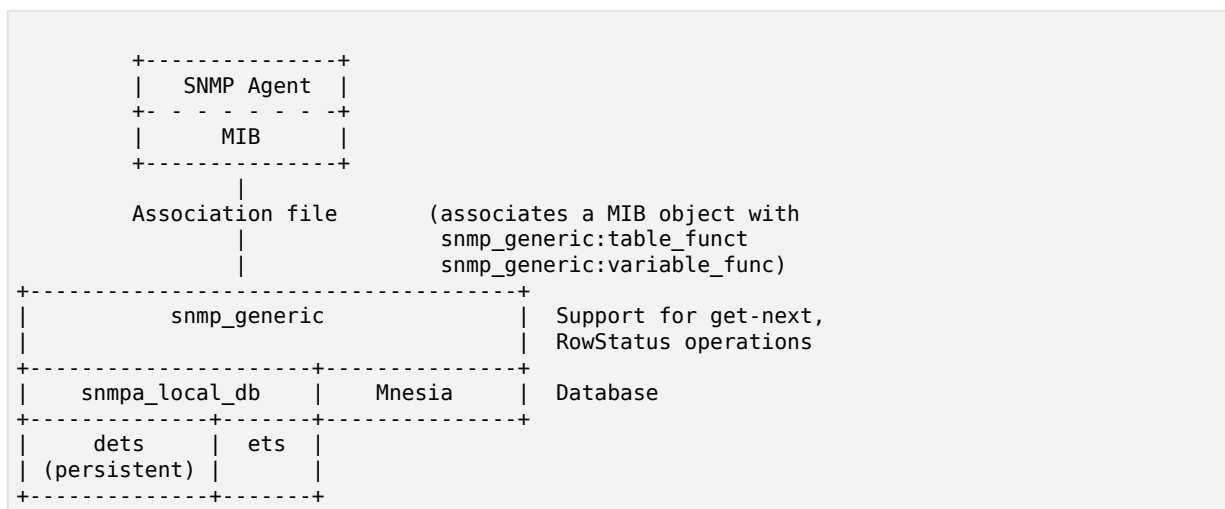 +---------------+
|   SNMP Agent  |
+- - - - - - - -+
|      MIB      |
+---------------+
|
Association file       (associates a MIB object with
|               snmp_generic:table_funct
|               snmp_generic:variable_func)
+--------------------------------------+
|           snmp_generic               |  Support for get-next,
|                                      |  RowStatus operations
+----------------------+---------------+
|    snmpa_local_db    |    Mnesia     |  Database
+--------------+-------+---------------+
|     dets     |  ets  |
| (persistent) |       |
+--------------+-------+